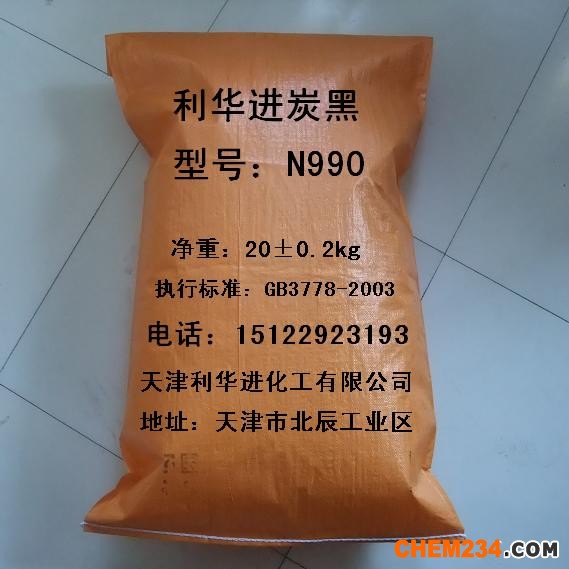 利华进炭黑
型号：N990
净重：20±0.2kg
执行标准：GB3778-2003
电话：15122923193
天津利华进化工有限公司
地址：天津市北辰工业区
CHEM234.com